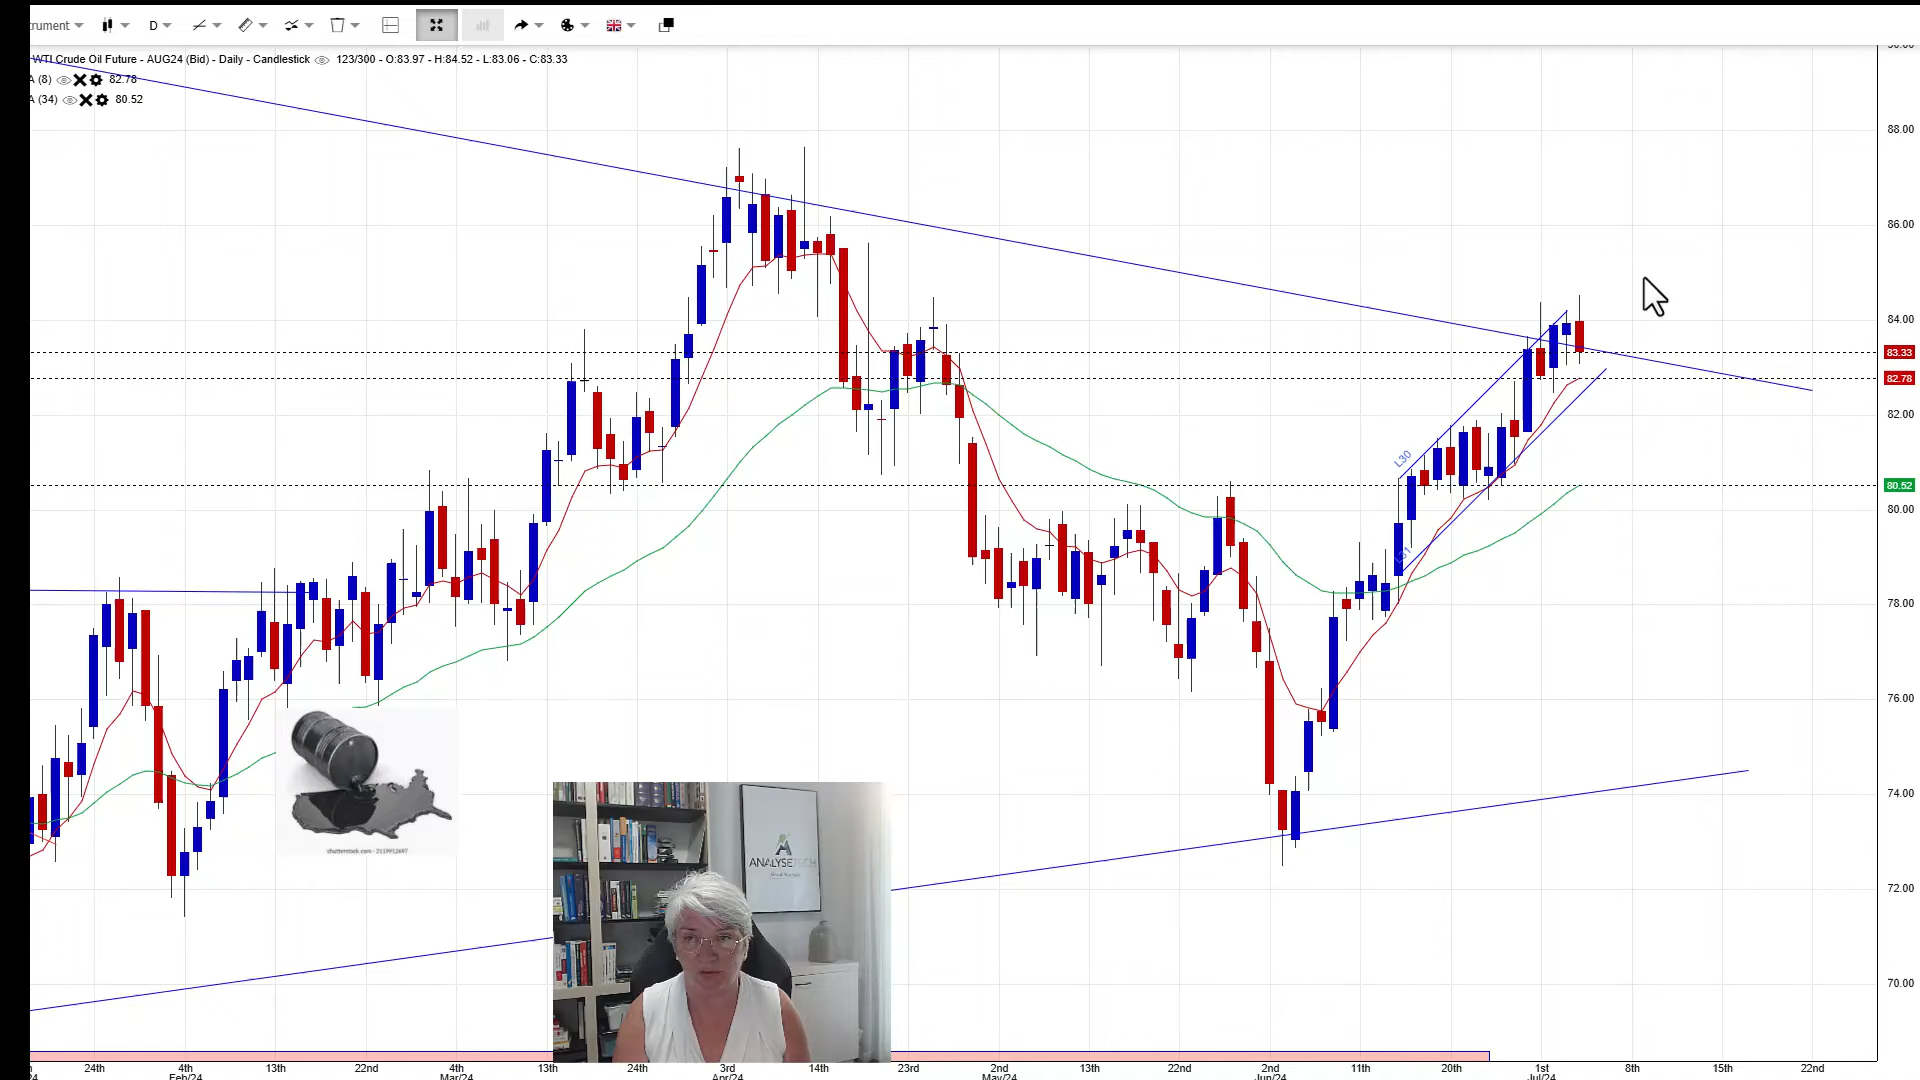 trument D
WTI Crude Oil Future - AUG24 (Bid) - Daily - Candlestick 123/300 - O:83.97 - H:84.52 - L:83.06 - C:83.33
A (8) 82.78
A (34) 80.52
88.00
86.00
84.00
83.33
82.78
82.00
80.52
80.00
78.00
76.00
74.00
72.00
70.00
L30
shutterstock.com · 2119912697
ANALYSETECH
24th 4th 13th 22nd 4th 13th 24th 3rd 14th 23rd 2nd 13th 22nd 2nd 11th 20th 1st 8th 15th 22nd
Feb/24 Mar/24 Apr/24 May/24 Jun/24 Jul/24